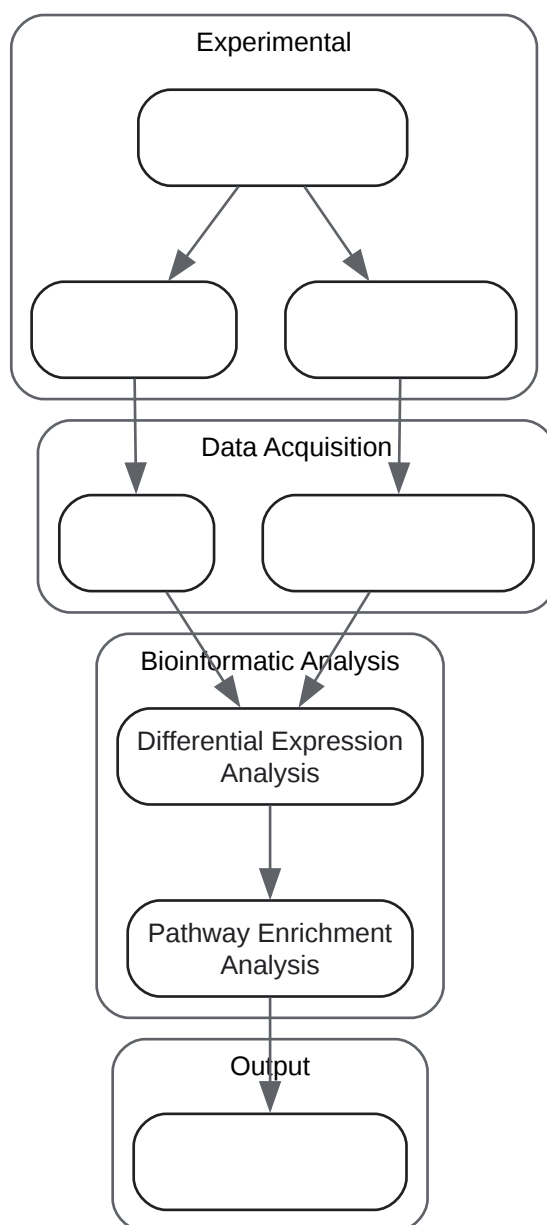 Experimental
Data Acquisition
Bioinformatic Analysis
Differential Expression
Analysis
Pathway Enrichment
Analysis
Output